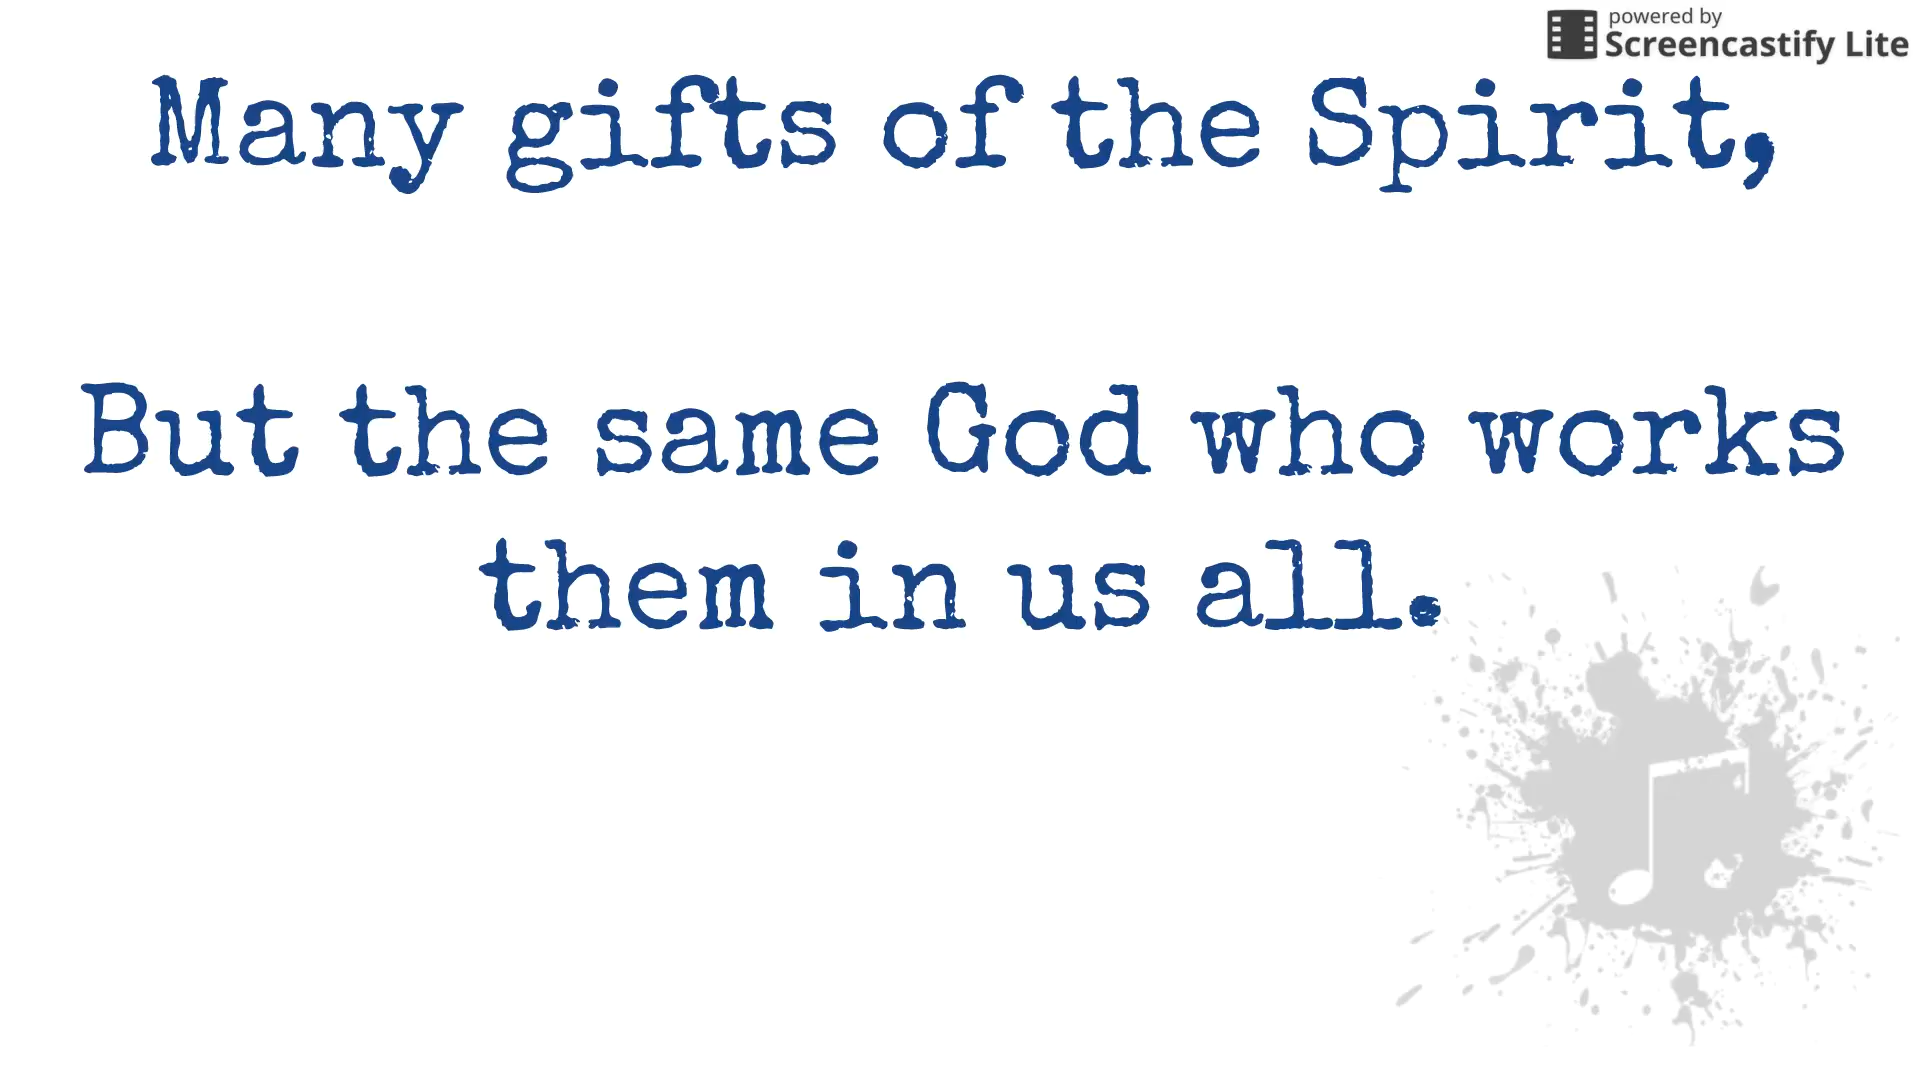 powered by
Screencastify Lite
Many gifts of the Spirit,
But the same God who works
them in us all.